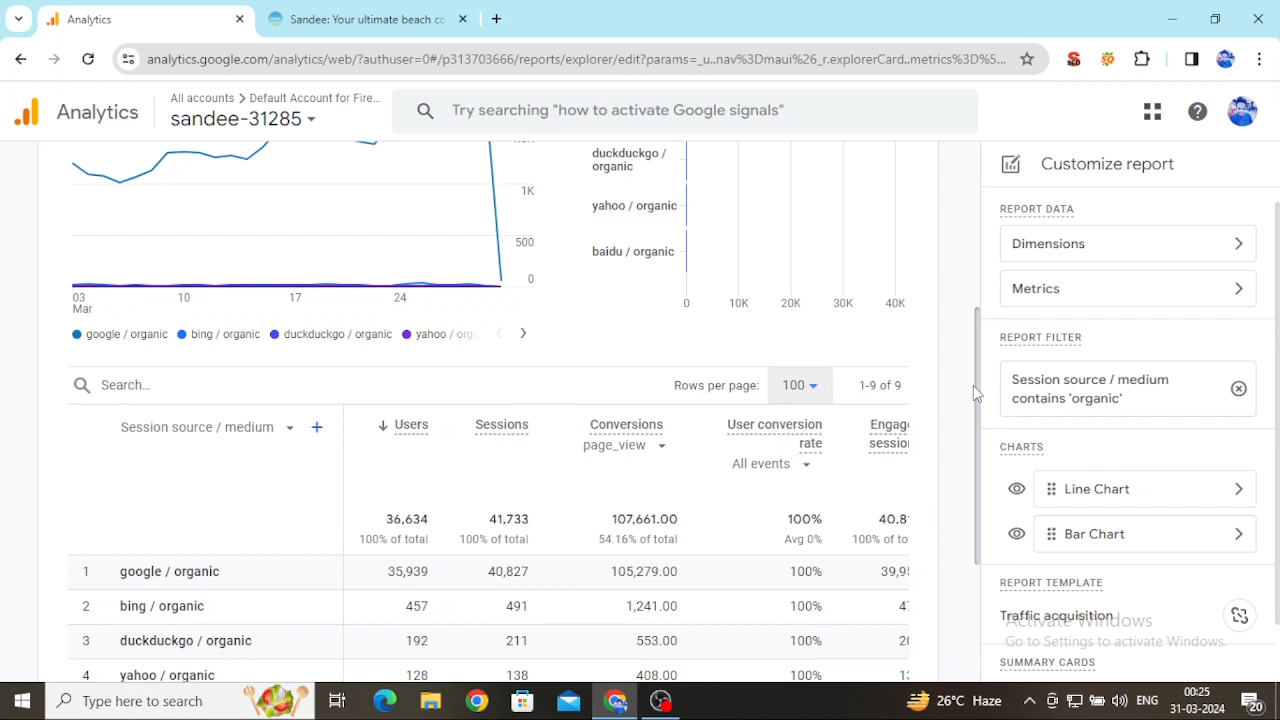 Analytics
Sandee: Your ultimate beach co
analytics.google.com/analytics/web/?authuser=0#/p313703666/reports/explorer/edit?params=_u..nav%3Dmaui%26_r.explorerCard..metrics%3D%5...
Analytics
All accounts > Default Account for Fire...
sandee-31285
Try searching "how to activate Google signals"
duckduckgo /
organic
yahoo / organic
baidu / organic
1K
500
0
03
Mar
10
17
24
0
10K
20K
30K
40K
google / organic
bing / organic
duckduckgo / organic
yahoo / org
Search...
Rows per page:
100
1-9 of 9
Session source / medium
Users
Sessions
Conversions
page_view
User conversion
rate
All events
Engag
session
36,634
100% of total
41,733
100% of total
107,661.00
54.16% of total
100%
Avg 0%
40,8
100% of to
1 google / organic 35,939 40,827 105,279.00 100% 39,95
2 bing / organic 457 491 1,241.00 100% 47
3 duckduckgo / organic 192 211 553.00 100% 20
4 yahoo / organic 128 138 408.00 100% 13
Customize report
REPORT DATA
Dimensions
Metrics
REPORT FILTER
Session source / medium
contains 'organic'
CHARTS
Line Chart
Bar Chart
REPORT TEMPLATE
Traffic acquisition
Activate Windows
Go to Settings to activate Windows.
SUMMARY CARDS
Type here to search
26°C Haze
ENG
00:25
31-03-2024
20